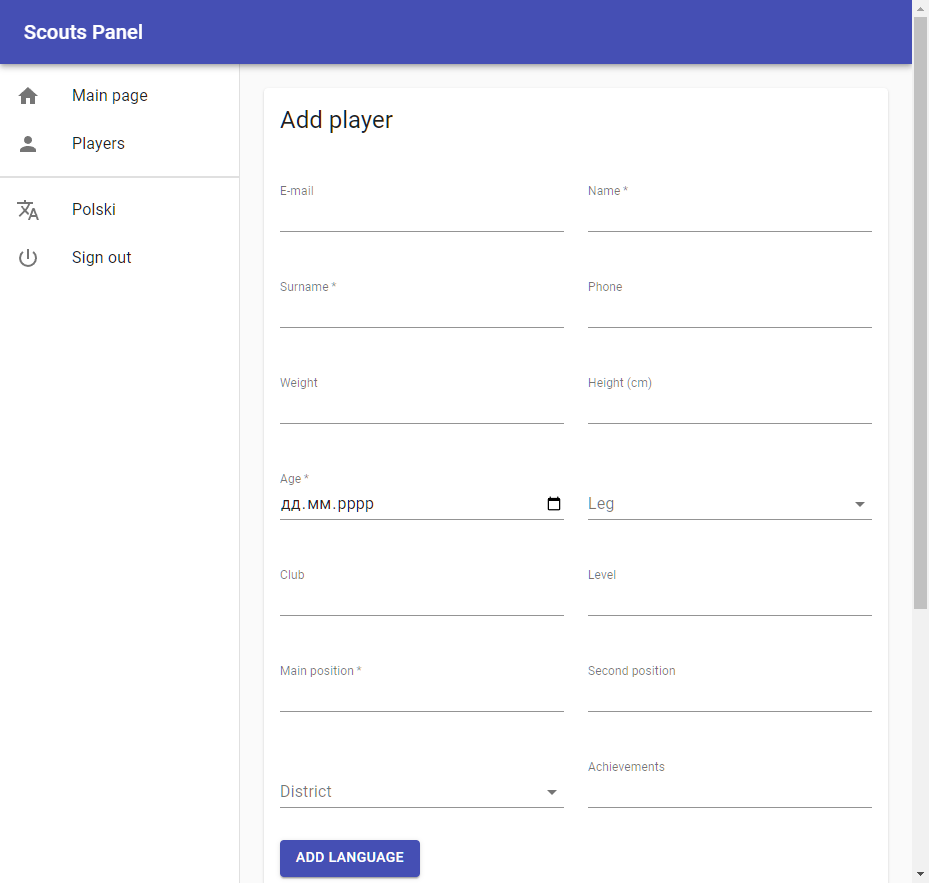 Scouts Panel
Main page
Players
Polski
Sign out
Add player
E-mail
Name *
Surname *
Phone
Weight
Height (cm)
Age *
дд.мм.рррр
Leg
Club
Level
Main position *
Second position
District
Achievements
ADD LANGUAGE